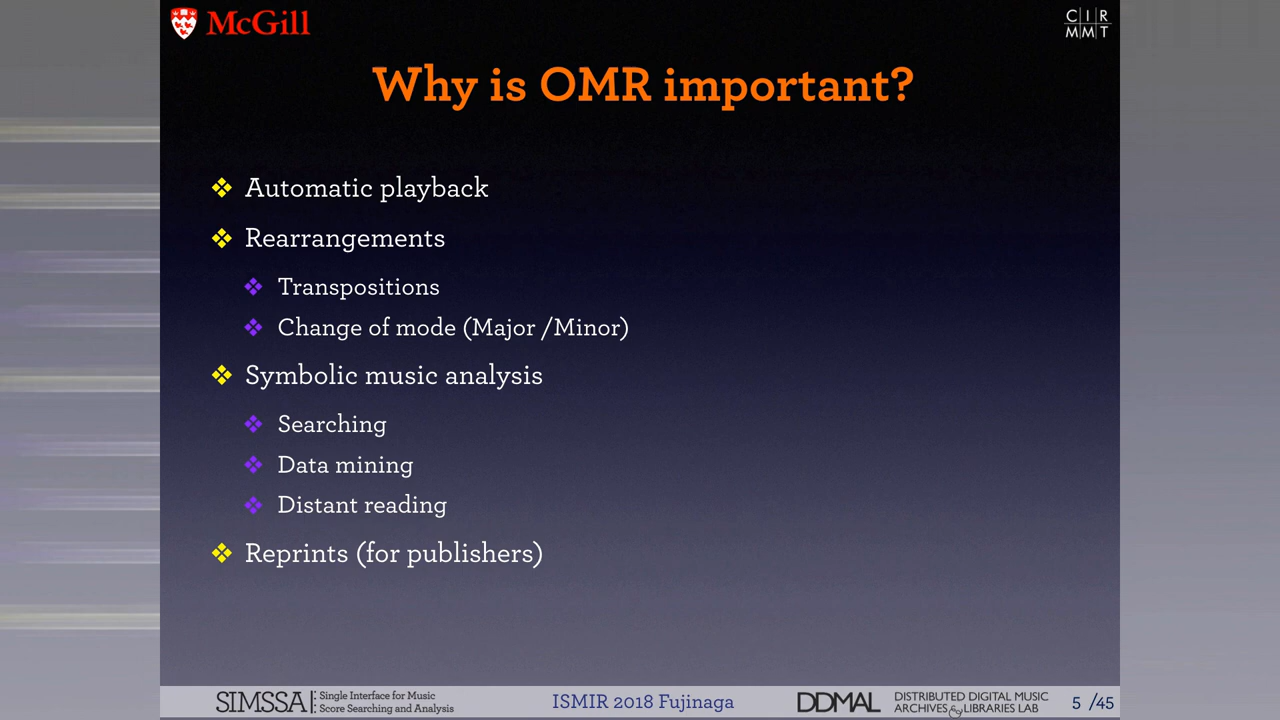 McGill
CIR
MMT
Why is OMR important?
Automatic playback
Rearrangements
Transpositions
Change of mode (Major /Minor)
Symbolic music analysis
Searching
Data mining
Distant reading
Reprints (for publishers)
SIMSSA
Single Interface for Music
Score Searching and Analysis
ISMIR 2018 Fujinaga
DDMAL
DISTRIBUTED DIGITAL MUSIC
ARCHIVES & LIBRARIES LAB
5 /45